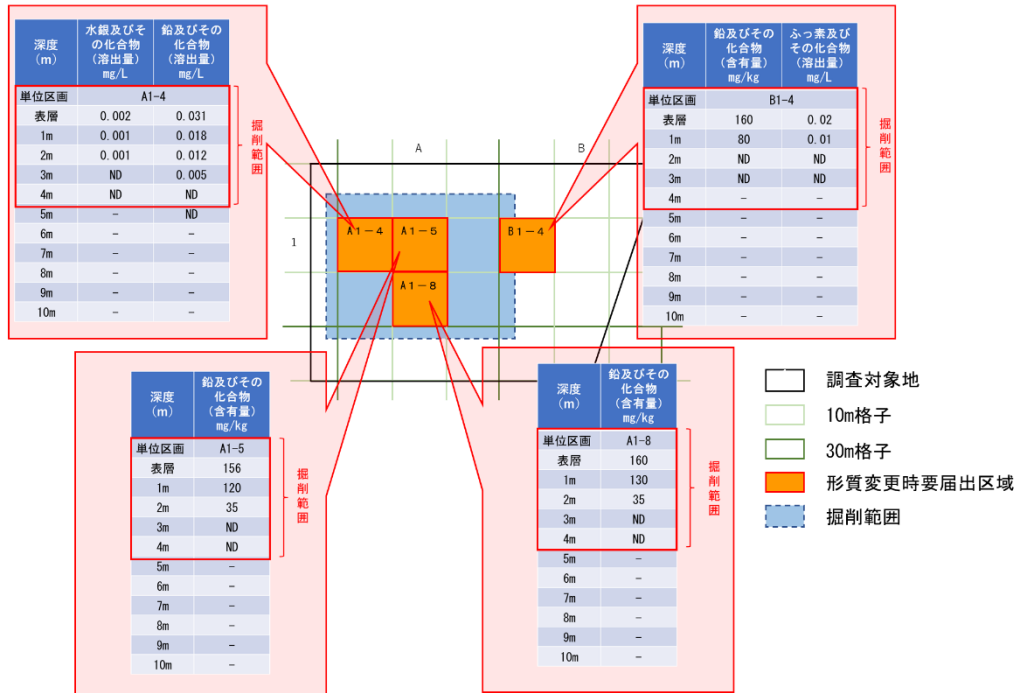 深度
（m）
水銀及びそ
の化合物
（溶出量）
mg/L
鉛及びその
化合物
（溶出量）
mg/L
単位区画 A1-4
表層 0.002 0.031
1m 0.001 0.018
2m 0.001 0.012
3m ND 0.005
4m ND ND
5m － ND
6m － －
7m － －
8m － －
9m － －
10m － －
掘削範囲
深度
（m）
鉛及びその
化合物
（含有量）
mg/kg
ふっ素及び
その化合物
（溶出量）
mg/L
単位区画 B1-4
表層 160 0.02
1m 80 0.01
2m ND ND
3m ND ND
4m － －
5m － －
6m － －
7m － －
8m － －
9m － －
10m － －
掘削範囲
A B
1
A1－4 A1－5 B1－4
A1－8
深度
（m）
鉛及びその
化合物
（含有量）
mg/kg
単位区画 A1-5
表層 156
1m 120
2m 35
3m ND
4m ND
5m －
6m －
7m －
8m －
9m －
10m －
掘削範囲
深度
（m）
鉛及びその
化合物
（含有量）
mg/kg
単位区画 A1-8
表層 160
1m 130
2m 35
3m ND
4m ND
5m －
6m －
7m －
8m －
9m －
10m －
掘削範囲
調査対象地
10m格子
30m格子
形質変更時要届出区域
掘削範囲